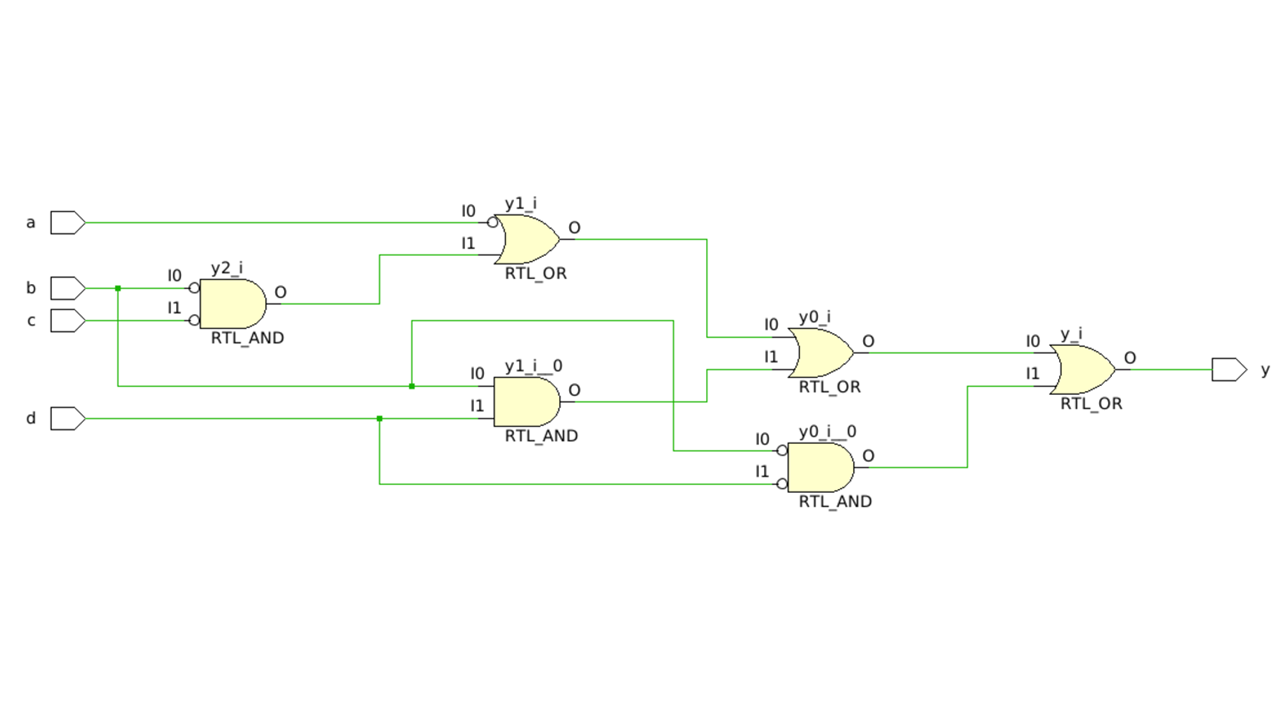 a
b
c
d
I0
I1
y2_i
O
RTL_AND
I0
I1
y1_i
O
RTL_OR
I0
I1
y1_i__0
O
RTL_AND
I0
I1
y0_i
O
RTL_OR
I0
I1
y0_i__0
O
RTL_AND
I0
I1
y_i
O
RTL_OR
y